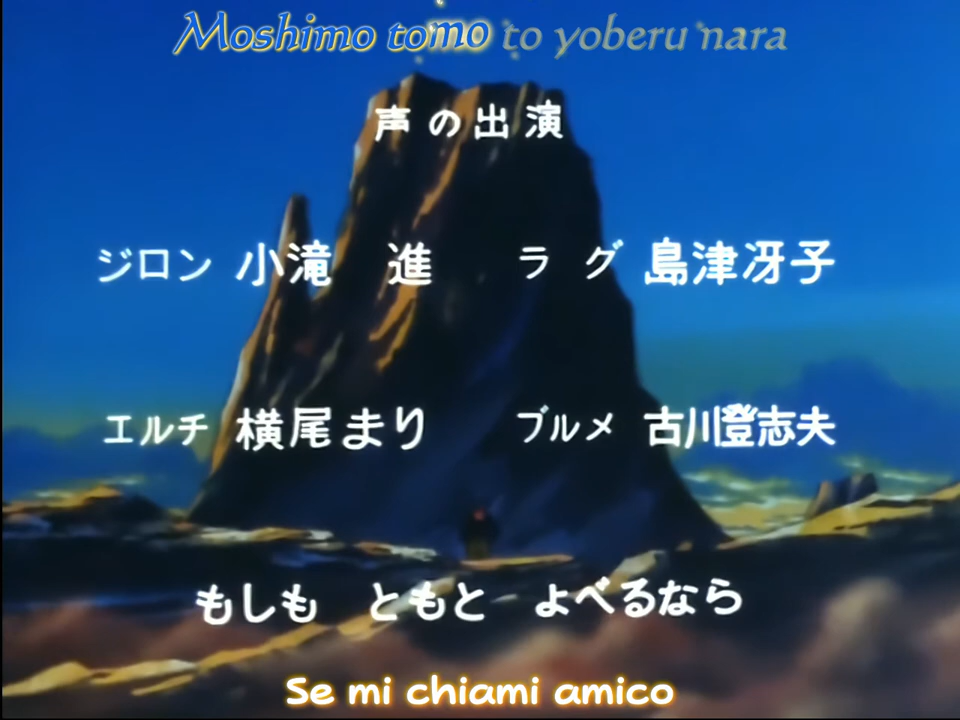 Moshimo tomo to yoberu nara
声の出演
ジロン 小滝 進 ラグ 島津冴子
エルチ 横尾まり ブルメ 古川登志夫
もしも ともと よべるなら
Se mi chiami amico